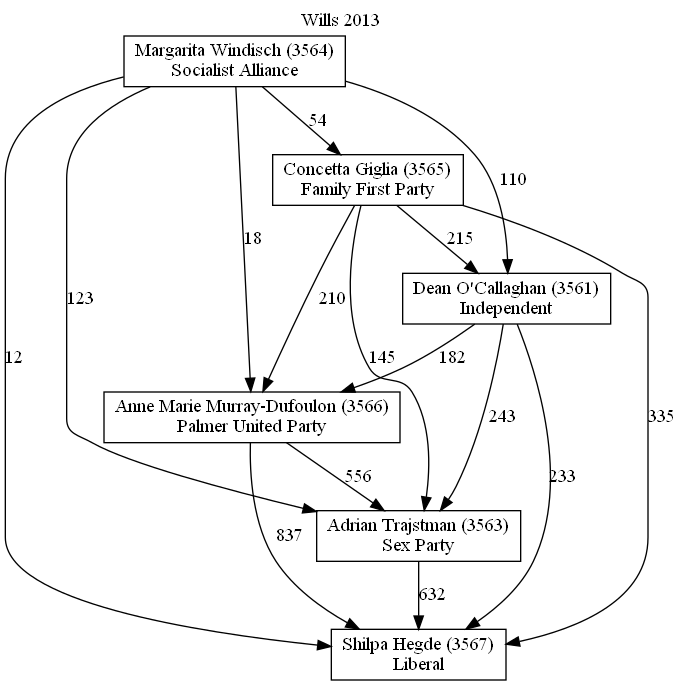 Wills 2013
Margarita Windisch (3564)
Socialist Alliance
54
Concetta Giglia (3565)
Family First Party
110
18
215
123
210
Dean O'Callaghan (3561)
Independent
12
145
182
335
Anne Marie Murray-Dufoulon (3566)
Palmer United Party
243
233
556
837
Adrian Trajstman (3563)
Sex Party
632
Shilpa Hegde (3567)
Liberal